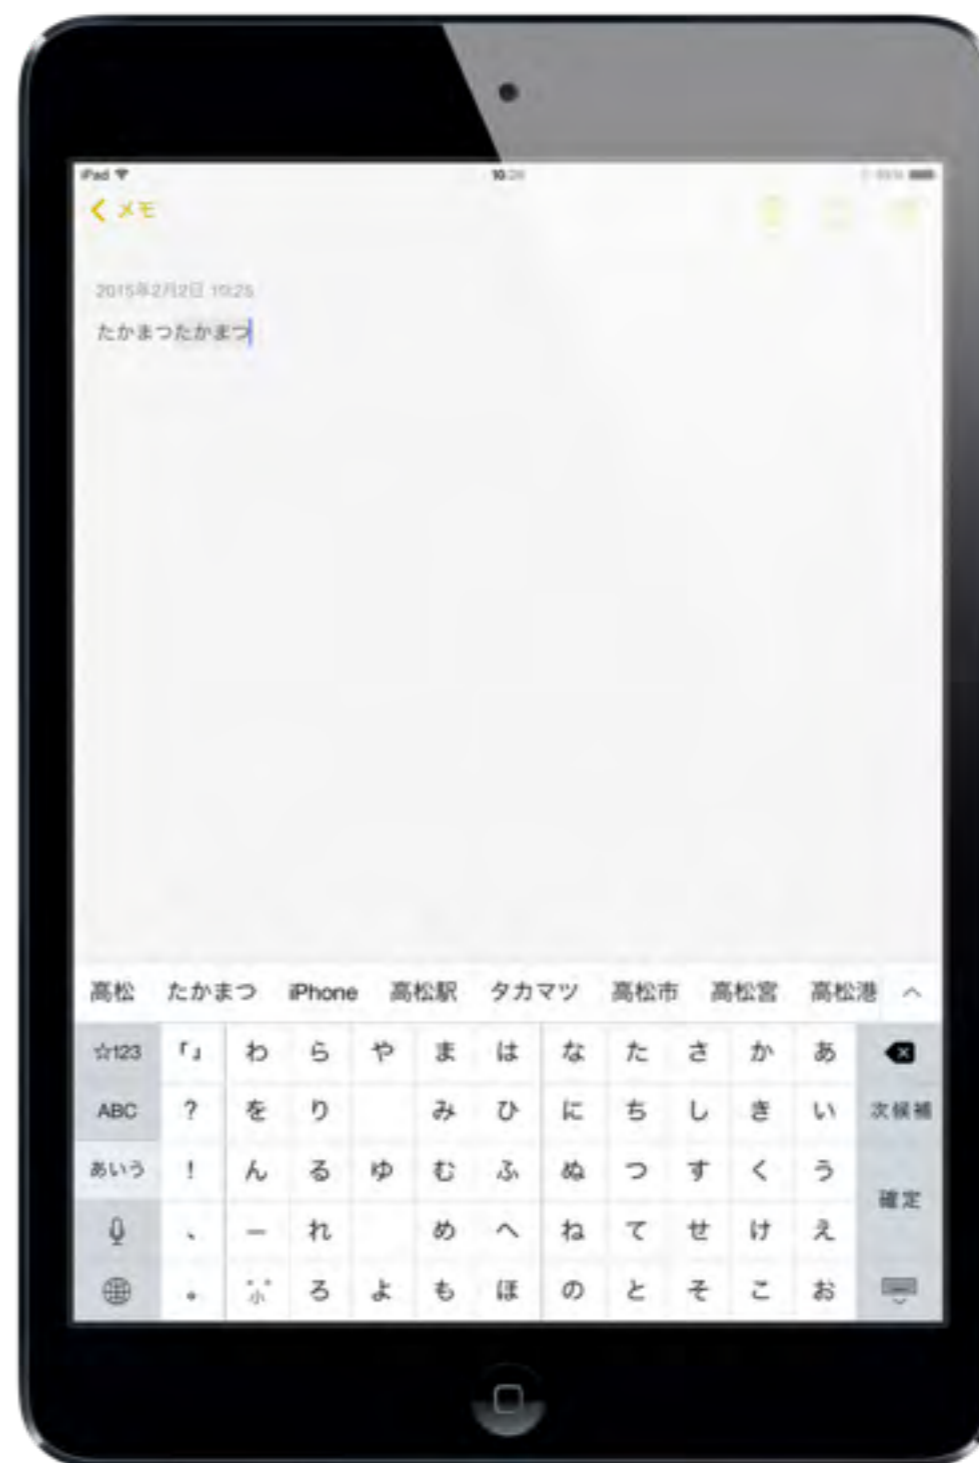 iPad
10:26
メモ
2015年2月2日 10:25
たかまつたかまつ
高松 たかまつ iPhone 高松駅 タカマツ 高松市 高松宮 高松港
☆123 「」 わ ら や ま は な た さ か あ
ABC ? を り み ひ に ち し き い 次候補
あいう ! ん る ゆ む ふ ぬ つ す く う
確定
、 ー れ め へ ね て せ け え
。 小 ろ よ も ほ の と そ こ お